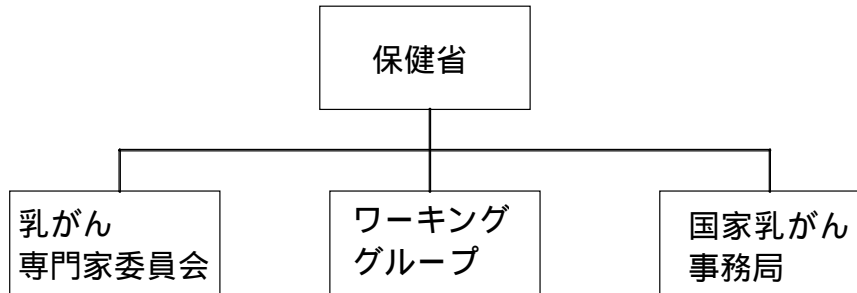 保健省
乳がん
専門家委員会
ワーキング
グループ
国家乳がん
事務局